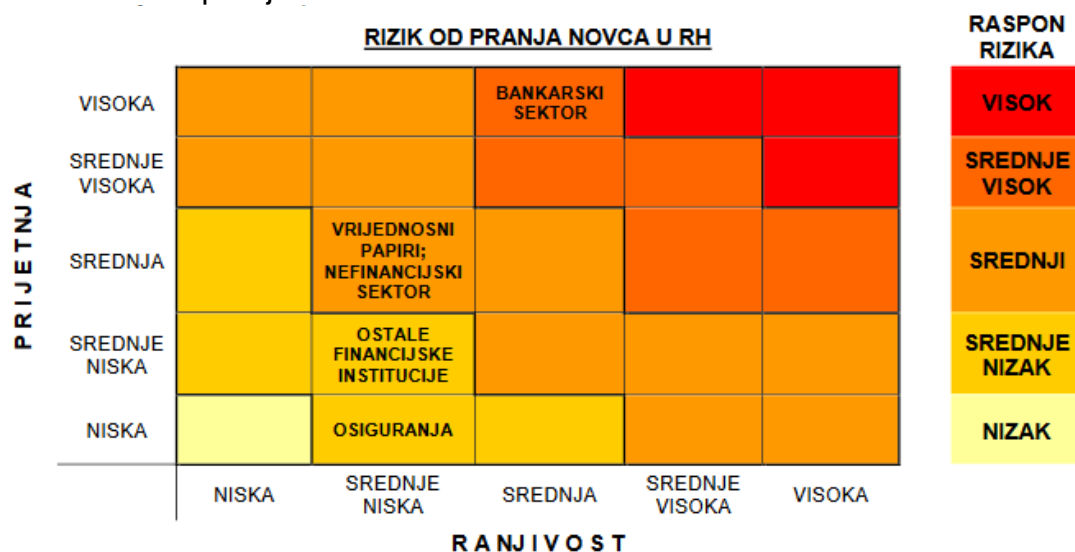 RIZIK OD PRANJA NOVCA U RH
RASPON
RIZIKA
VISOKA
BANKARSKI
SEKTOR
VISOK
SREDNJE
VISOKA
SREDNJE
VISOK
PRIJETNJA
SREDNJA
VRIJEDNOSNI
PAPIRI;
NEFINANCIJSKI
SEKTOR
SREDNJI
SREDNJE
NISKA
OSTALE
FINANCIJSKE
INSTITUCIJE
SREDNJE
NIZAK
NISKA
OSIGURANJA
NIZAK
NISKA
SREDNJE
NISKA
SREDNJA
SREDNJE
VISOKA
VISOKA
RANJIVOST